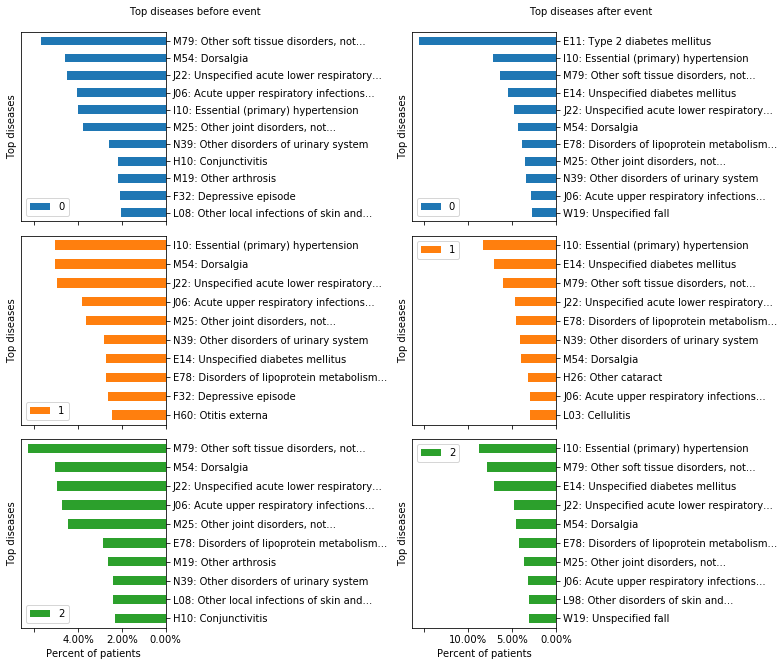 Top diseases before event
Top diseases
M79: Other soft tissue disorders, not...
M54: Dorsalgia
J22: Unspecified acute lower respiratory...
J06: Acute upper respiratory infections...
I10: Essential (primary) hypertension
M25: Other joint disorders, not...
N39: Other disorders of urinary system
H10: Conjunctivitis
M19: Other arthrosis
F32: Depressive episode
L08: Other local infections of skin and...
0
Top diseases
I10: Essential (primary) hypertension
M54: Dorsalgia
J22: Unspecified acute lower respiratory...
J06: Acute upper respiratory infections...
M25: Other joint disorders, not...
N39: Other disorders of urinary system
E14: Unspecified diabetes mellitus
E78: Disorders of lipoprotein metabolism...
F32: Depressive episode
H60: Otitis externa
1
Top diseases
M79: Other soft tissue disorders, not...
M54: Dorsalgia
J22: Unspecified acute lower respiratory...
J06: Acute upper respiratory infections...
M25: Other joint disorders, not...
E78: Disorders of lipoprotein metabolism...
M19: Other arthrosis
N39: Other disorders of urinary system
L08: Other local infections of skin and...
H10: Conjunctivitis
2
4.00% 2.00% 0.00%
Percent of patients
Top diseases after event
Top diseases
E11: Type 2 diabetes mellitus
I10: Essential (primary) hypertension
M79: Other soft tissue disorders, not...
E14: Unspecified diabetes mellitus
J22: Unspecified acute lower respiratory...
M54: Dorsalgia
E78: Disorders of lipoprotein metabolism...
M25: Other joint disorders, not...
N39: Other disorders of urinary system
J06: Acute upper respiratory infections...
W19: Unspecified fall
0
Top diseases
1
I10: Essential (primary) hypertension
E14: Unspecified diabetes mellitus
M79: Other soft tissue disorders, not...
J22: Unspecified acute lower respiratory...
E78: Disorders of lipoprotein metabolism...
N39: Other disorders of urinary system
M54: Dorsalgia
H26: Other cataract
J06: Acute upper respiratory infections...
L03: Cellulitis
Top diseases
2
I10: Essential (primary) hypertension
M79: Other soft tissue disorders, not...
E14: Unspecified diabetes mellitus
J22: Unspecified acute lower respiratory...
M54: Dorsalgia
E78: Disorders of lipoprotein metabolism...
M25: Other joint disorders, not...
J06: Acute upper respiratory infections...
L98: Other disorders of skin and...
W19: Unspecified fall
10.00% 5.00% 0.00%
Percent of patients